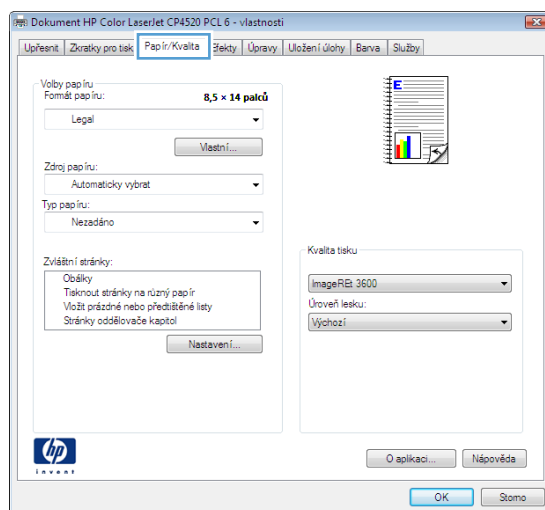 Dokument HP Color LaserJet CP4520 PCL 6 - vlastnosti
Upřesnit Zkratky pro tisk Papír/Kvalita Efekty Úpravy Uložení úlohy Barva Služby
Volby papíru
Formát papíru: 8,5 × 14 palců
Legal
Vlastní...
Zdroj papíru:
Automaticky vybrat
Typ papíru:
Nezadáno
Zvláštní stránky:
Obálky
Tisknout stránky na různý papír
Vložit prázdné nebo předtištěné listy
Stránky oddělovače kapitol
Nastavení...
E
Kvalita tisku
ImageREt 3600
Úroveň lesku:
Výchozí
hp
invent
O aplikaci... Nápověda
OK Storno